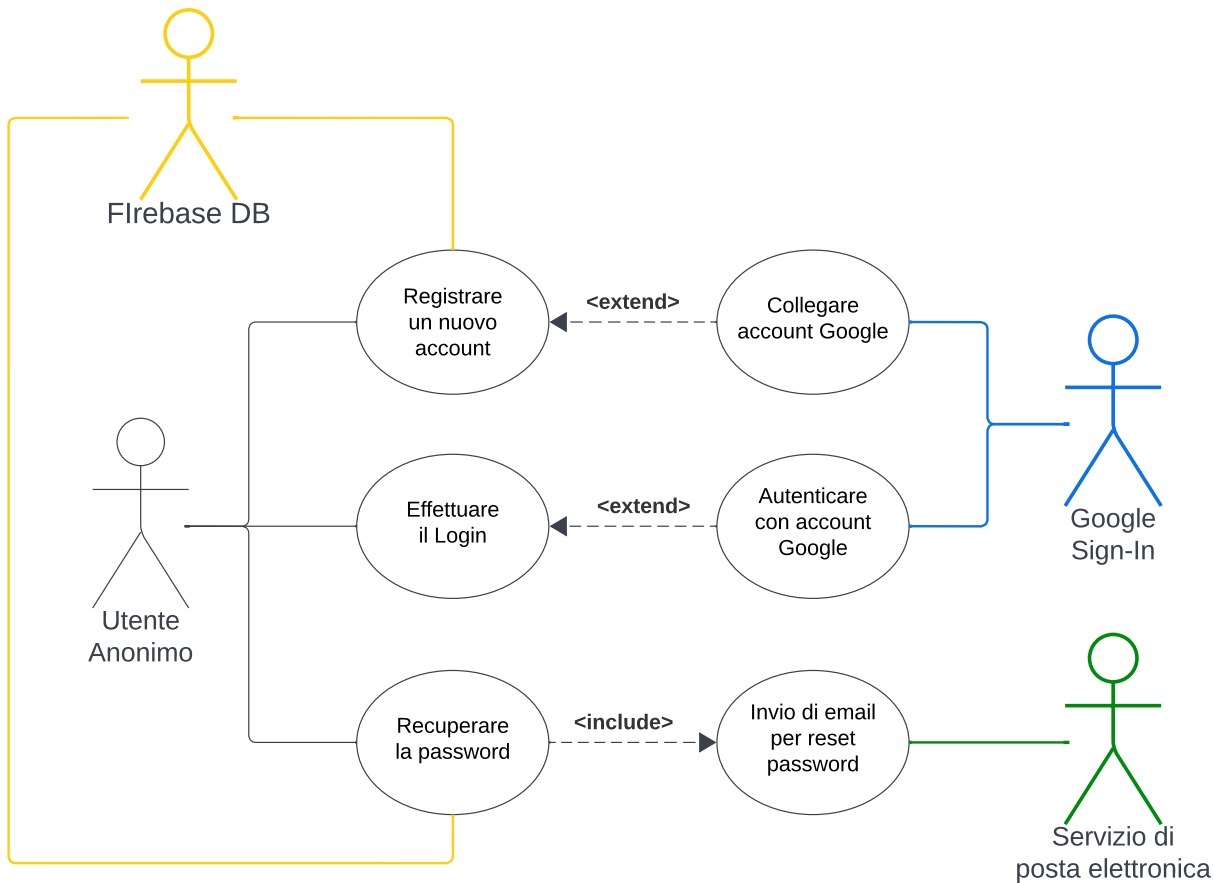 FIrebase DB
Registrare
un nuovo
account
<extend>
Collegare
account Google
Google
Sign-In
Effettuare
il Login
<extend>
Autenticare
con account
Google
Utente
Anonimo
Recuperare
la password
<include>
Invio di email
per reset
password
Servizio di
posta elettronica